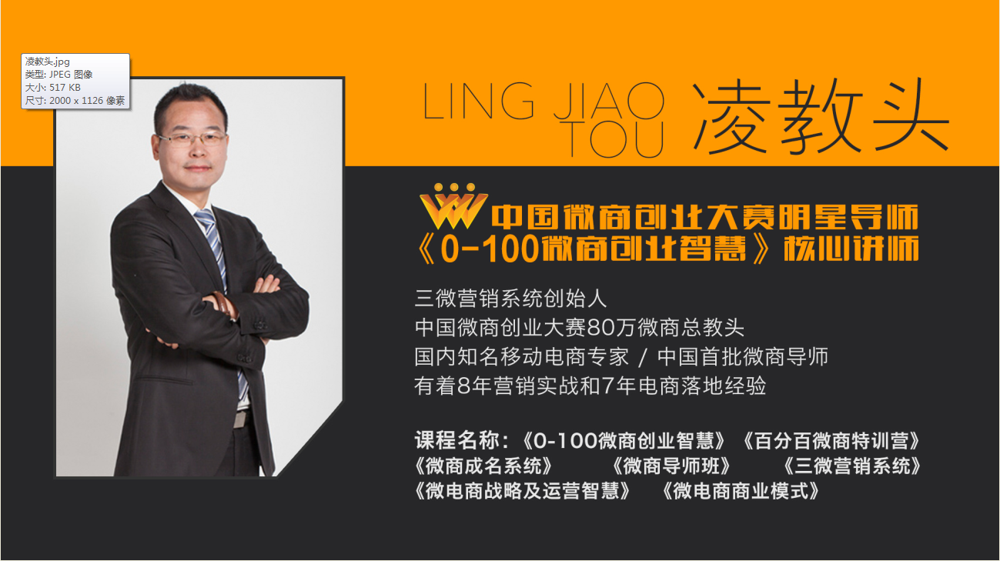 凌教头.jpg
类型: JPEG 图像
大小: 517 KB
尺寸: 2000 x 1126 像素
LING JIAO
TOU
凌教头
中国微商创业大赛明星导师
《0-100微商创业智慧》核心讲师
三微营销系统创始人
中国微商创业大赛80万微商总教头
国内知名移动电商专家 / 中国首批微商导师
有着8年营销实战和7年电商落地经验
课程名称：《0-100微商创业智慧》《百分百微商特训营》
《微商成名系统》 《微商导师班》 《三微营销系统》
《微电商战略及运营智慧》 《微电商商业模式》